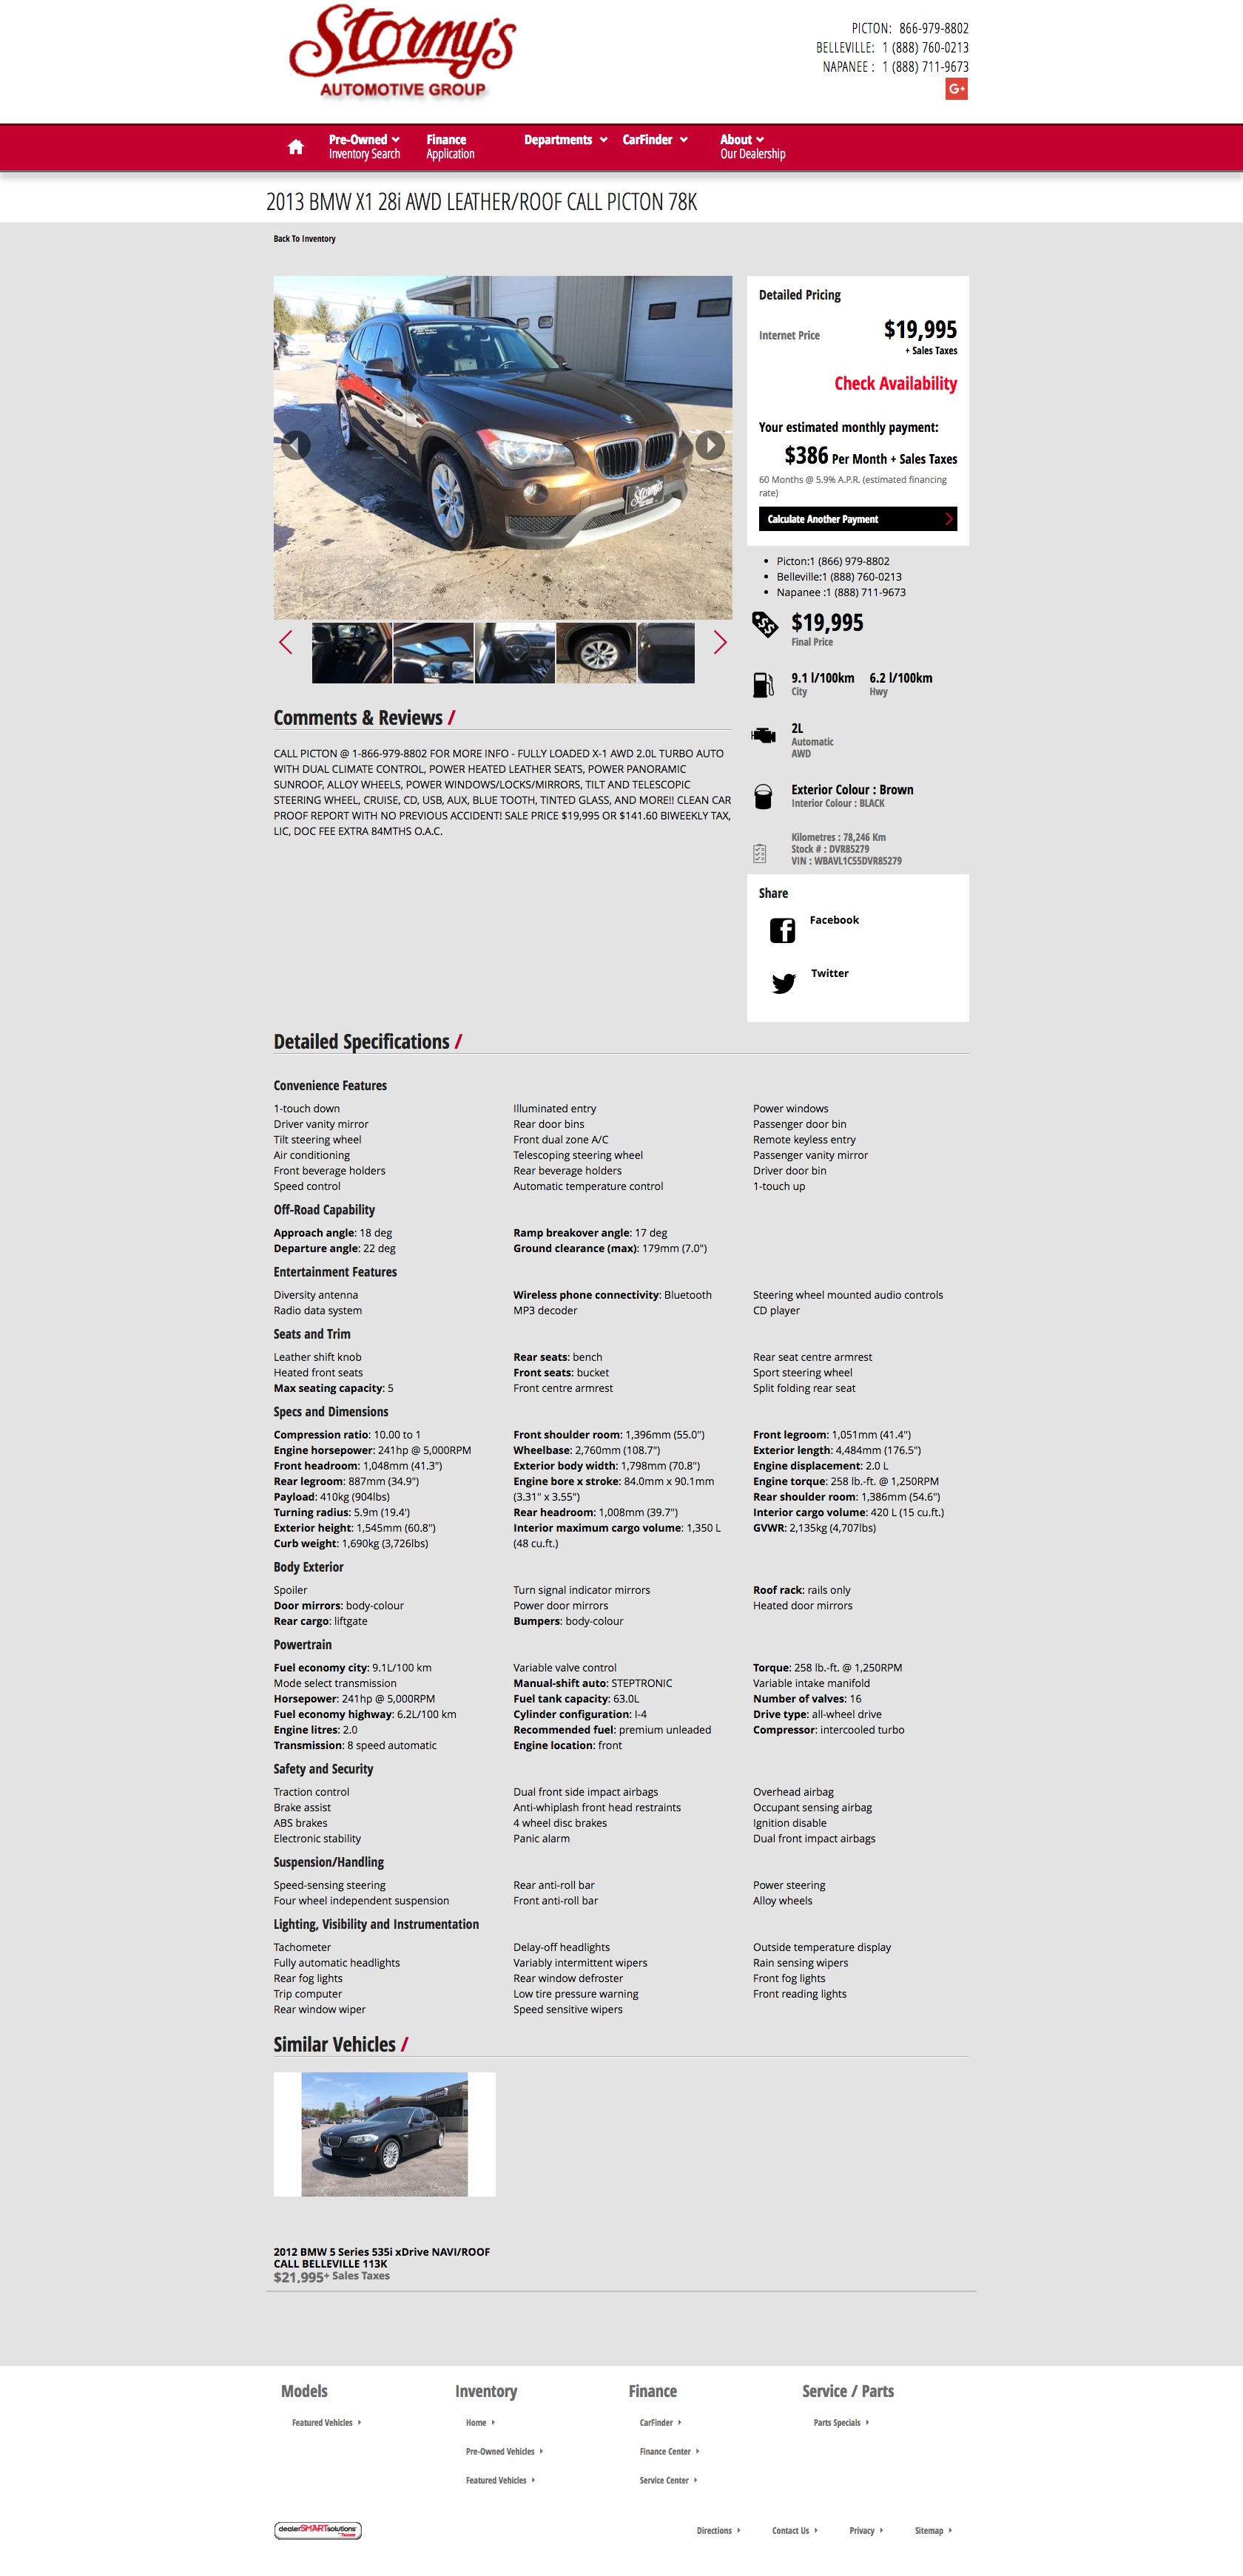 Stormy's
AUTOMOTIVE GROUP
PICTON: 866-979-8802
BELLEVILLE: 1 (888) 760-0213
NAPANEE : 1 (888) 711-9673
G+
Pre-Owned
Inventory Search
Finance
Application
Departments
CarFinder
About
Our Dealership
2013 BMW X1 28i AWD LEATHER/ROOF CALL PICTON 78K
Back To Inventory
Stormy's
Detailed Pricing
Internet Price $19,995
+ Sales Taxes
Check Availability
Your estimated monthly payment:
$386 Per Month + Sales Taxes
60 Months @ 5.9% A.P.R. (estimated financing
rate)
Calculate Another Payment
Picton:1 (866) 979-8802
Belleville:1 (888) 760-0213
Napanee :1 (888) 711-9673
$19,995
Final Price
9.1 l/100km 6.2 l/100km
City Hwy
2L
Automatic
AWD
Exterior Colour : Brown
Interior Colour : BLACK
Kilometres : 78,246 Km
Stock # : DVR85279
VIN : WBAVL1C55DVR85279
Share
Facebook
Twitter
Comments & Reviews /
CALL PICTON @ 1-866-979-8802 FOR MORE INFO - FULLY LOADED X-1 AWD 2.0L TURBO AUTO
WITH DUAL CLIMATE CONTROL, POWER HEATED LEATHER SEATS, POWER PANORAMIC
SUNROOF, ALLOY WHEELS, POWER WINDOWS/LOCKS/MIRRORS, TILT AND TELESCOPIC
STEERING WHEEL, CRUISE, CD, USB, AUX, BLUE TOOTH, TINTED GLASS, AND MORE!! CLEAN CAR
PROOF REPORT WITH NO PREVIOUS ACCIDENT! SALE PRICE $19,995 OR $141.60 BIWEEKLY TAX,
LIC, DOC FEE EXTRA 84MTHS O.A.C.
Detailed Specifications /
Convenience Features
1-touch down Illuminated entry Power windows
Driver vanity mirror Rear door bins Passenger door bin
Tilt steering wheel Front dual zone A/C Remote keyless entry
Air conditioning Telescoping steering wheel Passenger vanity mirror
Front beverage holders Rear beverage holders Driver door bin
Speed control Automatic temperature control 1-touch up
Off-Road Capability
Approach angle: 18 deg Ramp breakover angle: 17 deg
Departure angle: 22 deg Ground clearance (max): 179mm (7.0")
Entertainment Features
Diversity antenna Wireless phone connectivity: Bluetooth Steering wheel mounted audio controls
Radio data system MP3 decoder CD player
Seats and Trim
Leather shift knob Rear seats: bench Rear seat centre armrest
Heated front seats Front seats: bucket Sport steering wheel
Max seating capacity: 5 Front centre armrest Split folding rear seat
Specs and Dimensions
Compression ratio: 10.00 to 1 Front shoulder room: 1,396mm (55.0") Front legroom: 1,051mm (41.4")
Engine horsepower: 241hp @ 5,000RPM Wheelbase: 2,760mm (108.7") Exterior length: 4,484mm (176.5")
Front headroom: 1,048mm (41.3") Exterior body width: 1,798mm (70.8") Engine displacement: 2.0 L
Rear legroom: 887mm (34.9") Engine bore x stroke: 84.0mm x 90.1mm Engine torque: 258 lb.-ft. @ 1,250RPM
Payload: 410kg (904lbs) (3.31" x 3.55") Rear shoulder room: 1,386mm (54.6")
Turning radius: 5.9m (19.4') Rear headroom: 1,008mm (39.7") Interior cargo volume: 420 L (15 cu.ft.)
Exterior height: 1,545mm (60.8") Interior maximum cargo volume: 1,350 L GVWR: 2,135kg (4,707lbs)
Curb weight: 1,690kg (3,726lbs) (48 cu.ft.)
Body Exterior
Spoiler Turn signal indicator mirrors Roof rack: rails only
Door mirrors: body-colour Power door mirrors Heated door mirrors
Rear cargo: liftgate Bumpers: body-colour
Powertrain
Fuel economy city: 9.1L/100 km Variable valve control Torque: 258 lb.-ft. @ 1,250RPM
Mode select transmission Manual-shift auto: STEPTRONIC Variable intake manifold
Horsepower: 241hp @ 5,000RPM Fuel tank capacity: 63.0L Number of valves: 16
Fuel economy highway: 6.2L/100 km Cylinder configuration: I-4 Drive type: all-wheel drive
Engine litres: 2.0 Recommended fuel: premium unleaded Compressor: intercooled turbo
Transmission: 8 speed automatic Engine location: front
Safety and Security
Traction control Dual front side impact airbags Overhead airbag
Brake assist Anti-whiplash front head restraints Occupant sensing airbag
ABS brakes 4 wheel disc brakes Ignition disable
Electronic stability Panic alarm Dual front impact airbags
Suspension/Handling
Speed-sensing steering Rear anti-roll bar Power steering
Four wheel independent suspension Front anti-roll bar Alloy wheels
Lighting, Visibility and Instrumentation
Tachometer Delay-off headlights Outside temperature display
Fully automatic headlights Variably intermittent wipers Rain sensing wipers
Rear fog lights Rear window defroster Front fog lights
Trip computer Low tire pressure warning Front reading lights
Rear window wiper Speed sensitive wipers
Similar Vehicles /
2012 BMW 5 Series 535i xDrive NAVI/ROOF
CALL BELLEVILLE 113K
$21,995+ Sales Taxes
Models Inventory Finance Service / Parts
Featured Vehicles Home CarFinder Parts Specials
Pre-Owned Vehicles Finance Center
Featured Vehicles Service Center
dealerSMARTsolutions
Directions Contact Us Privacy Sitemap